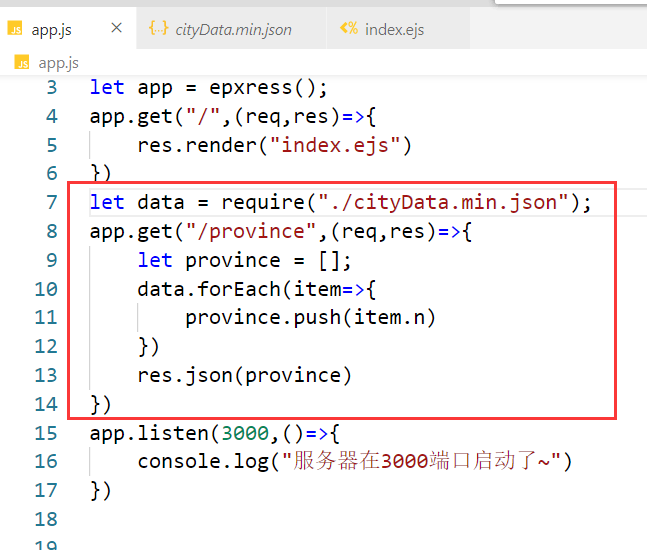 JS app.js × {··} cityData.min.json <% index.ejs
JS app.js
3 let app = epxress();
4 app.get("/",(req,res)=>{
5 res.render("index.ejs")
6 })
7 let data = require("./cityData.min.json");
8 app.get("/province",(req,res)=>{
9 let province = [];
10 data.forEach(item=>{
11 province.push(item.n)
12 })
13 res.json(province)
14 })
15 app.listen(3000,()=>{
16 console.log("服务器在3000端口启动了~")
17 })
18
19